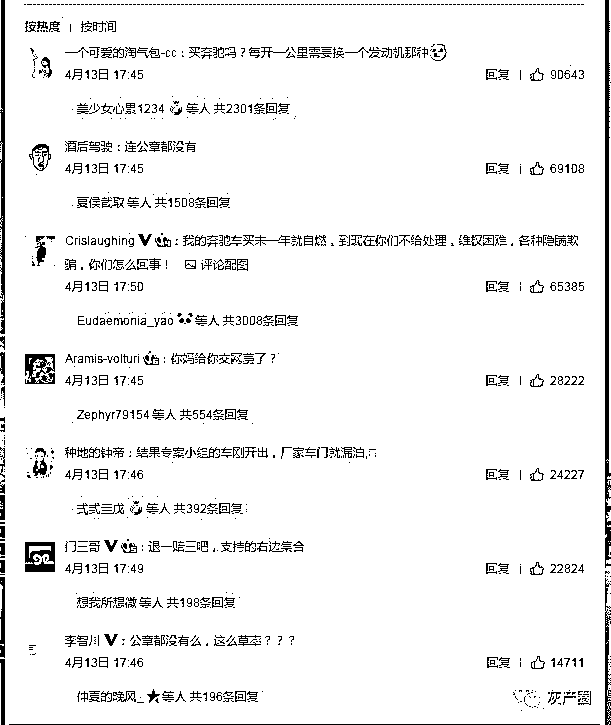 按热度 | 按时间
一个可爱的淘气包-cc：买奔驰吗？每开一公里需要换一个发动机那种
4月13日 17:45 回复 | 90643
美少女心累1234 等人 共2301条回复
酒后驾驶：连公章都没有
4月13日 17:45 回复 | 69108
夏侯截取 等人 共1508条回复
Crislaughing V ：我的奔驰车买来一年就自燃，到现在你们不给处理，维权困难，各种隐瞒欺
骗，你们怎么回事！ 评论配图
4月13日 17:50 回复 | 65385
Eudaemonia_yao 等人 共3008条回复
Aramis-volturi ：你妈给你交网费了？
4月13日 17:45 回复 | 28222
Zephyr79154 等人 共554条回复
种地的钟帝：结果专案小组的车刚开出，厂家车门就漏油
4月13日 17:46 回复 | 24227
弍弍亖戊 等人 共392条回复
门三哥 V ：退一赔三吧，支持的右边集合
4月13日 17:49 回复 | 22824
想我所想微 等人 共198条回复
李智川 V：公章都没有么，这么草率？？？
4月13日 17:46 回复 | 14711
仲夏的晚风_★ 等人 共196条回复
灰产圈